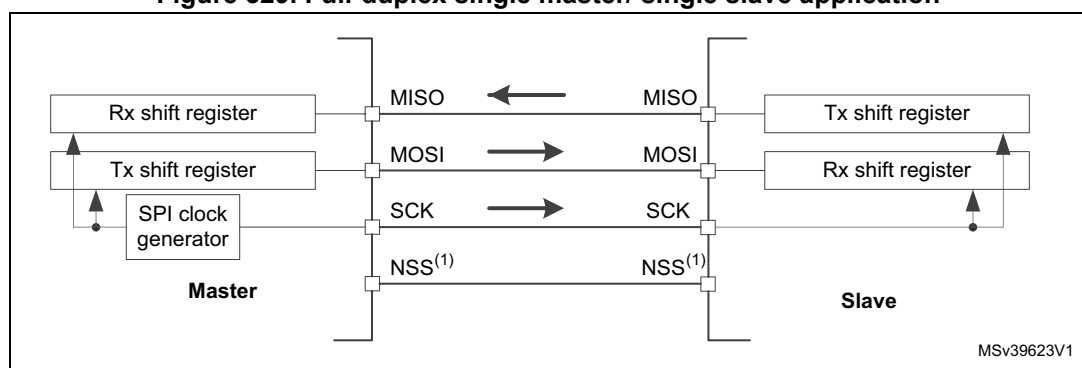 Figure 629. Full-duplex single master/ single slave application
MISO MISO
Rx shift register Tx shift register
MOSI MOSI
Tx shift register Rx shift register
SCK SCK
SPI clock
generator
NSS(1) NSS(1)
Master Slave
MSv39623V1